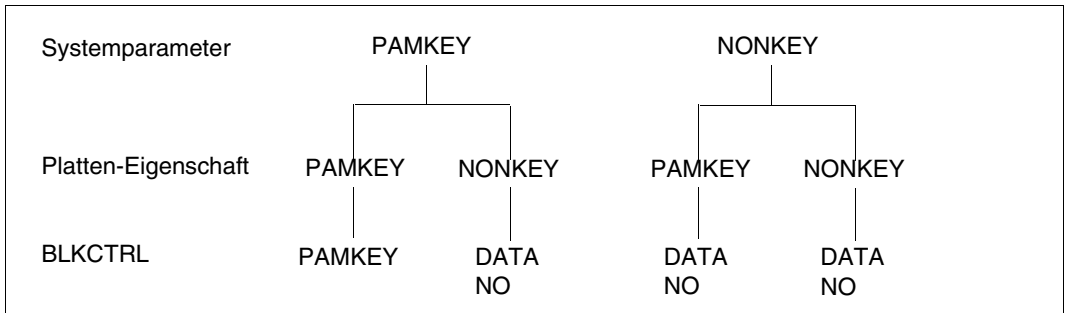 Systemparameter PAMKEY NONKEY
Platten-Eigenschaft PAMKEY NONKEY PAMKEY NONKEY
BLKCTRL PAMKEY DATA DATA DATA
NO NO NO